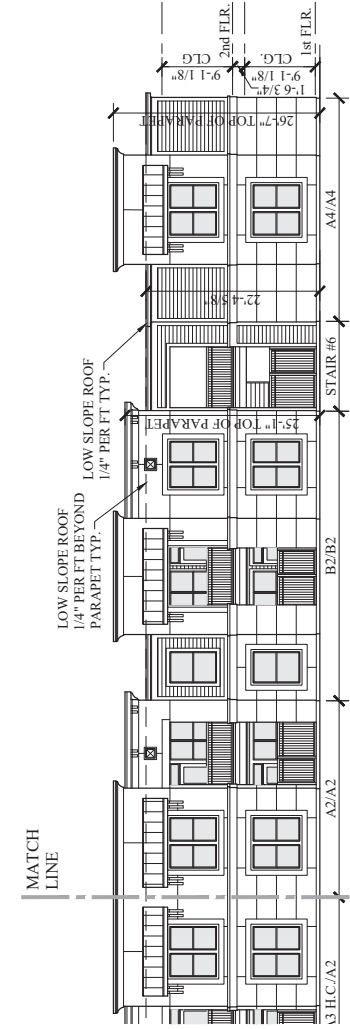 2nd FLR.
1st FLR.
9'-1 1/8"
CLG
9'-1 1/8"
CLG.
1'-6 3/4"
26'-7" TOP OF PARAPET
22'-4 5/8"
25'-1" TOP OF PARAPET
LOW SLOPE ROOF
1/4" PER FT TYP.
LOW SLOPE ROOF
1/4" PER FT BEYOND
PARAPET TYP.
MATCH
LINE
A4/A4
STAIR #6
B2/B2
A2/A2
A3 H.C./A2